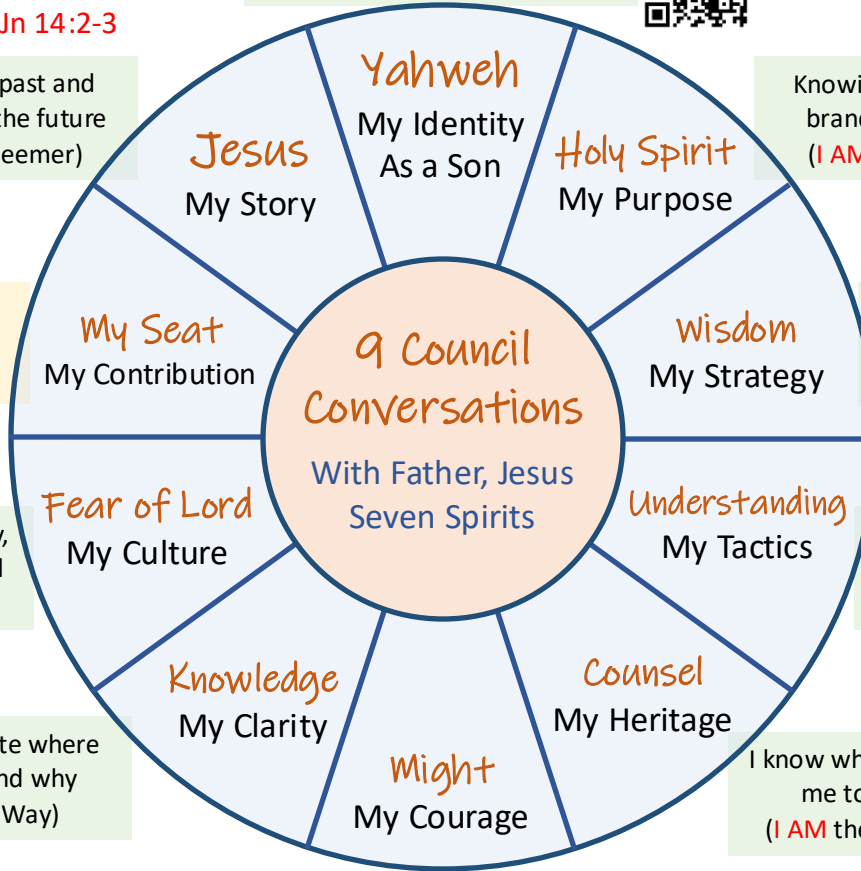 Jn 14:2-3
past and
the future
eemer)
Yahweh
My Identity
As a Son
Jesus
My Story
Holy Spirit
My Purpose
Knowi
bran
(I AM
My Seat
My Contribution
9 Council
Conversations
With Father, Jesus
Seven Spirits
Wisdom
My Strategy
Fear of Lord
My Culture
Understanding
My Tactics
Knowledge
My Clarity
Counsel
My Heritage
Might
My Courage
te where
nd why
Way)
I know wh
me to
(I AM the